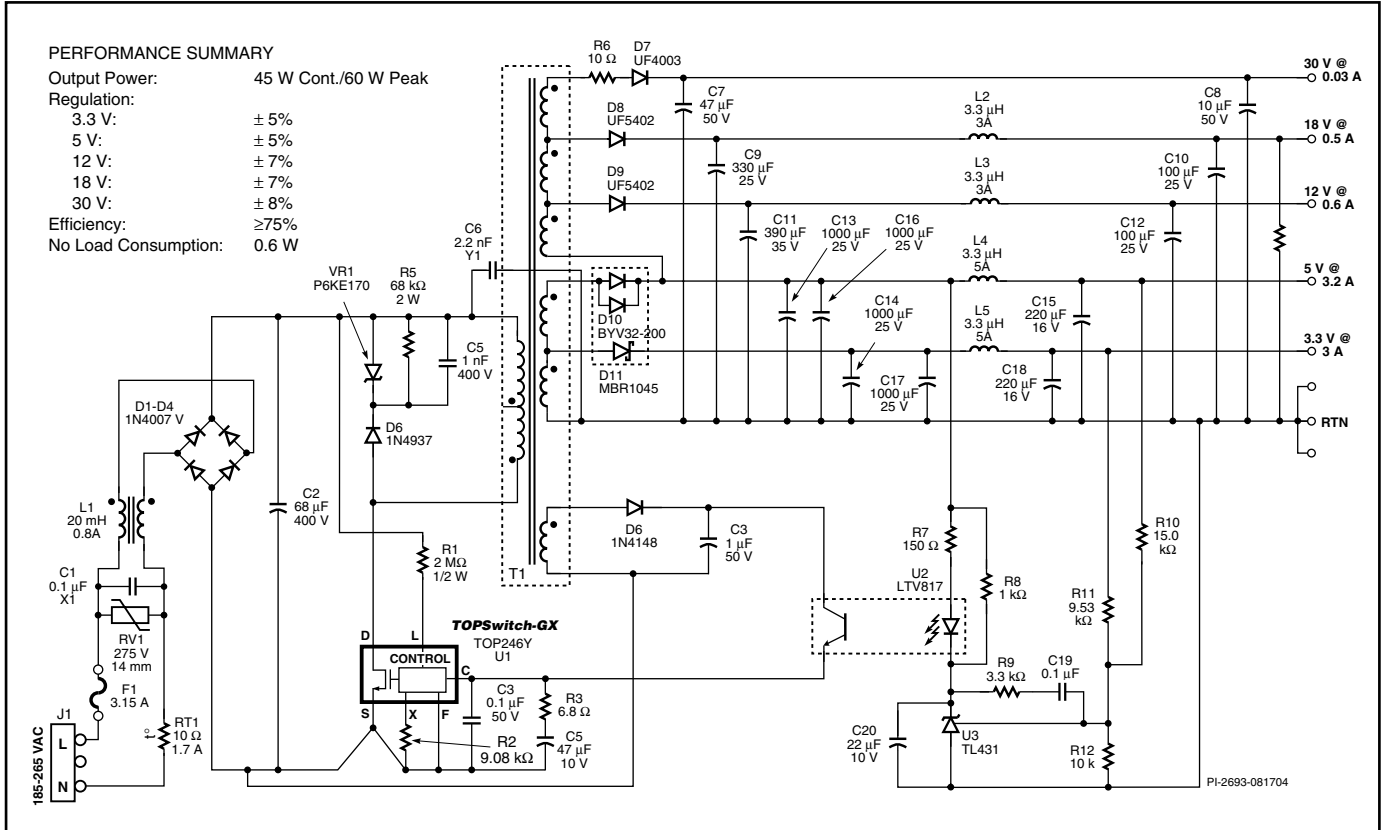 PERFORMANCE SUMMARY
Output Power: 45 W Cont./60 W Peak
Regulation:
3.3 V: ± 5%
5 V: ± 5%
12 V: ± 7%
18 V: ± 7%
30 V: ± 8%
Efficiency: ≥75%
No Load Consumption: 0.6 W
R6
10 Ω
D7
UF4003
C7
47 µF
50 V
D8
UF5402
C9
330 µF
25 V
D9
UF5402
L2
3.3 µH
3A
L3
3.3 µH
3A
C8
10 µF
50 V
C10
100 µF
25 V
C12
100 µF
25 V
30 V @
0.03 A
18 V @
0.5 A
12 V @
0.6 A
5 V @
3.2 A
3.3 V @
3 A
RTN
C11
390 µF
35 V
C13
1000 µF
25 V
C16
1000 µF
25 V
L4
3.3 µH
5A
C14
1000 µF
25 V
L5
3.3 µH
5A
C15
220 µF
16 V
C17
1000 µF
25 V
C18
220 µF
16 V
D10
BYV32-200
D11
MBR1045
C6
2.2 nF
Y1
VR1
P6KE170
R5
68 kΩ
2 W
C5
1 nF
400 V
D6
1N4937
D1-D4
1N4007 V
L1
20 mH
0.8A
C2
68 µF
400 V
C1
0.1 µF
X1
RV1
275 V
14 mm
F1
3.15 A
J1
L
N
185-265 VAC
RT1
10 Ω
1.7 A
t°
R1
2 MΩ
1/2 W
T1
D6
1N4148
C3
1 µF
50 V
TOPSwitch-GX
TOP246Y
U1
D
L
CONTROL
C
S
X
F
C3
0.1 µF
50 V
R2
9.08 kΩ
R3
6.8 Ω
C5
47 µF
10 V
R7
150 Ω
U2
LTV817
R8
1 kΩ
R9
3.3 kΩ
C19
0.1 µF
R10
15.0
kΩ
R11
9.53
kΩ
C20
22 µF
10 V
U3
TL431
R12
10 k
PI-2693-081704